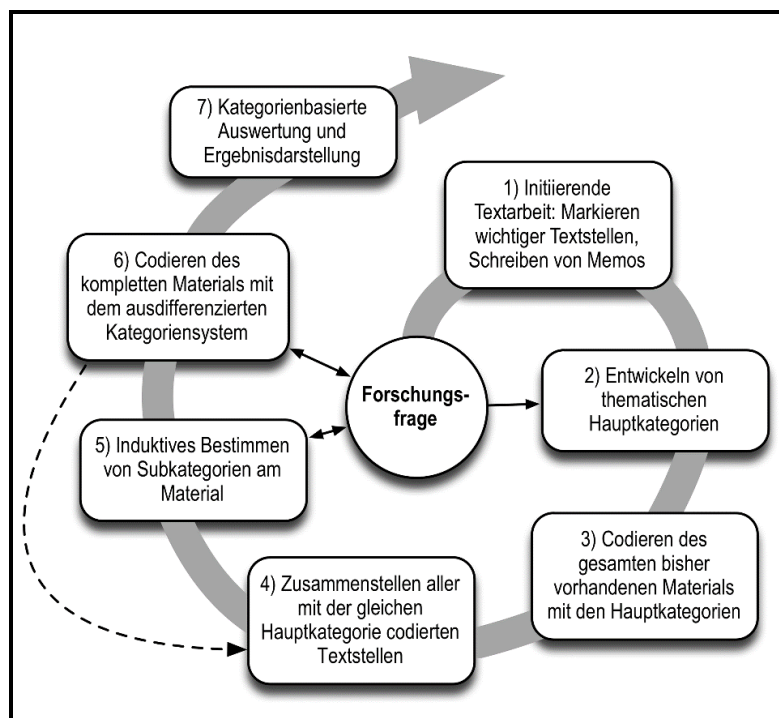 1) Initiierende
Textarbeit: Markieren
wichtiger Textstellen,
Schreiben von Memos
2) Entwickeln von
thematischen
Hauptkategorien
3) Codieren des
gesamten bisher
vorhandenen Materials
mit den Hauptkategorien
4) Zusammenstellen aller
mit der gleichen
Hauptkategorie codierten
Textstellen
5) Induktives Bestimmen
von Subkategorien am
Material
6) Codieren des
kompletten Materials mit
dem ausdifferenzierten
Kategoriensystem
7) Kategorienbasierte
Auswertung und
Ergebnisdarstellung
Forschungs-
frage